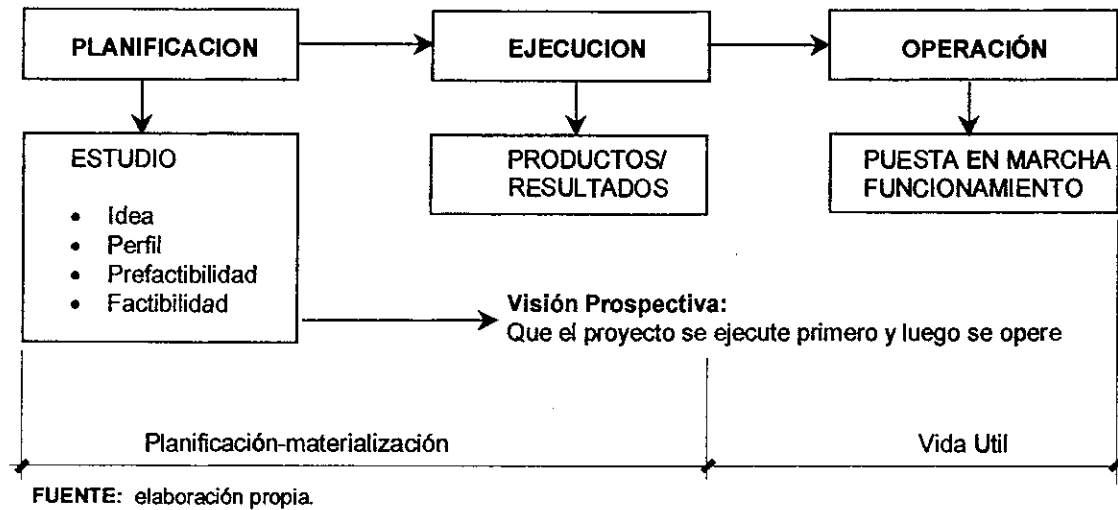 PLANIFICACION
EJECUCION
OPERACIÓN
ESTUDIO
• Idea
• Perfil
• Prefactibilidad
• Factibilidad
PRODUCTOS/
RESULTADOS
PUESTA EN MARCHA
FUNCIONAMIENTO
Visión Prospectiva:
Que el proyecto se ejecute primero y luego se opere
Planificación-materialización
Vida Util
FUENTE: elaboración propia.